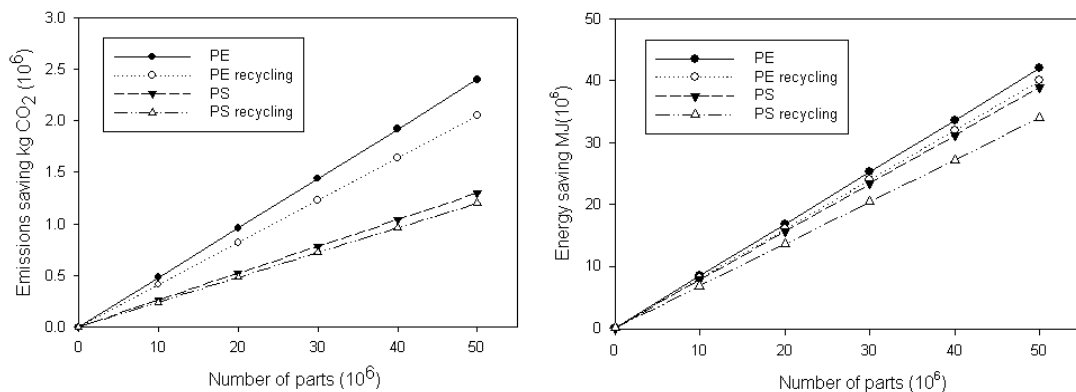 Emissions saving kg CO2 (10^6)
3.0
2.5
2.0
1.5
1.0
0.5
0.0
PE
PE recycling
PS
PS recycling
0 10 20 30 40 50
Number of parts (10^6)
Energy saving MJ(10^6)
50
40
30
20
10
0
PE
PE recycling
PS
PS recycling
0 10 20 30 40 50
Number of parts (10^6)